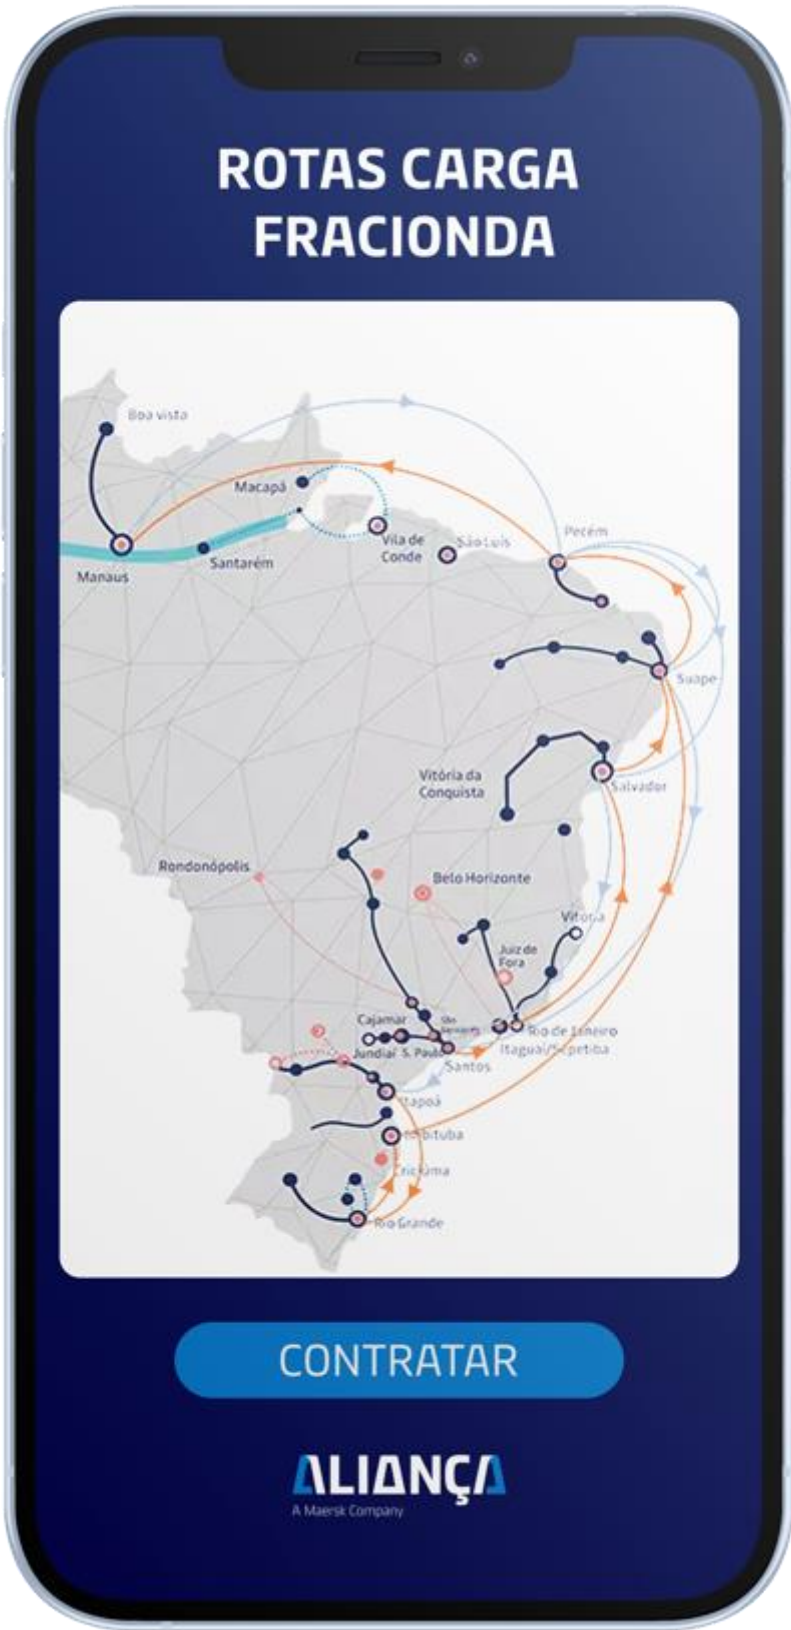 ROTAS CARGA
FRACIONDA
Boa vista
Macapá
Vila de
Conde
São Luís
Pecém
Manaus
Santarém
Suape
Vitória da
Conquista
Salvador
Rondonópolis
Belo Horizonte
Vitória
Juiz de
Fora
Cajamar
Rio de Janeiro
Jundiaí S. Paulo
Itaguaí/Sepetiba
Santos
Itapoá
Imbituba
Criciúma
Rio Grande
CONTRATAR
ALIANÇA
A Maersk Company